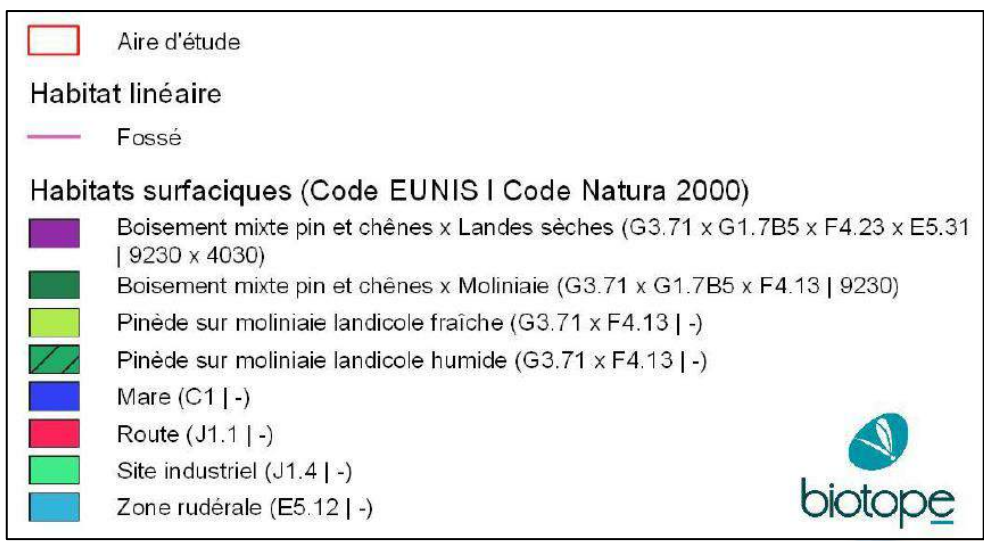 Aire d'étude
Habitat linéaire
Fossé
Habitats surfaciques (Code EUNIS I Code Natura 2000)
Boisement mixte pin et chênes x Landes sèches (G3.71 x G1.7B5 x F4.23 x E5.31
| 9230 x 4030)
Boisement mixte pin et chênes x Moliniaie (G3.71 x G1.7B5 x F4.13 | 9230)
Pinède sur moliniaie landicole fraîche (G3.71 x F4.13 | -)
Pinède sur moliniaie landicole humide (G3.71 x F4.13 | -)
Mare (C1 | -)
Route (J1.1 | -)
Site industriel (J1.4 | -)
Zone rudérale (E5.12 | -)
biotope